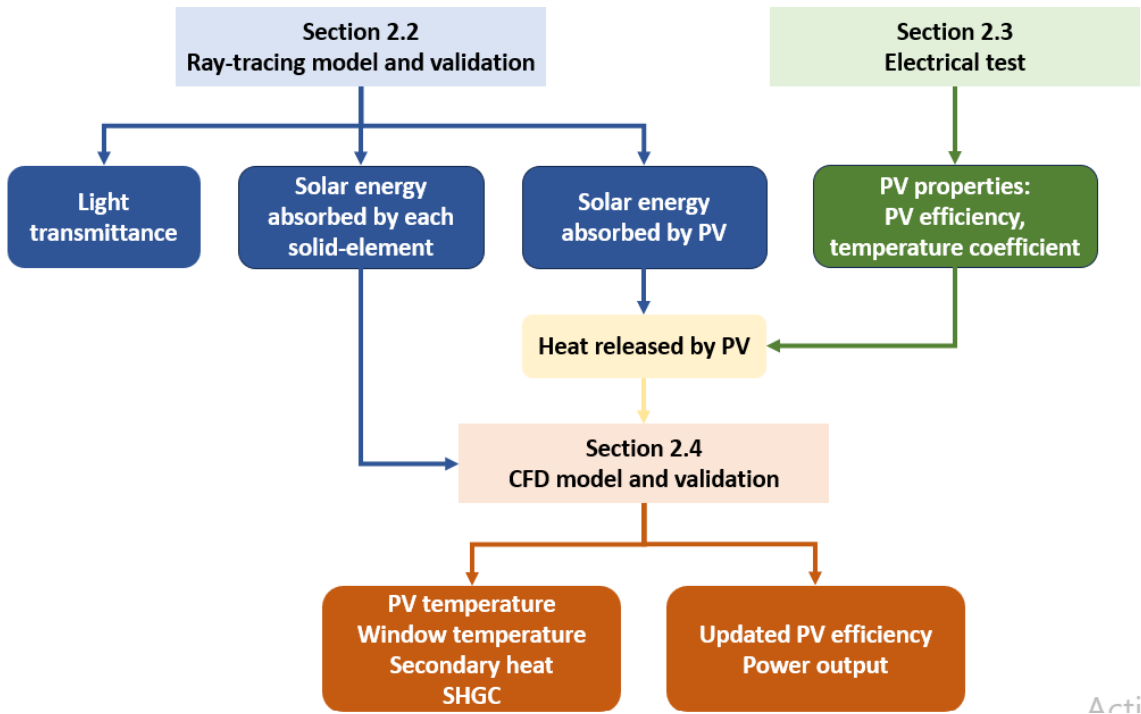 Section 2.2
Ray-tracing model and validation
Section 2.3
Electrical test
Light
transmittance
Solar energy
absorbed by each
solid-element
Solar energy
absorbed by PV
PV properties:
PV efficiency,
temperature coefficient
Heat released by PV
Section 2.4
CFD model and validation
PV temperature
Window temperature
Secondary heat
SHGC
Updated PV efficiency
Power output
Acti